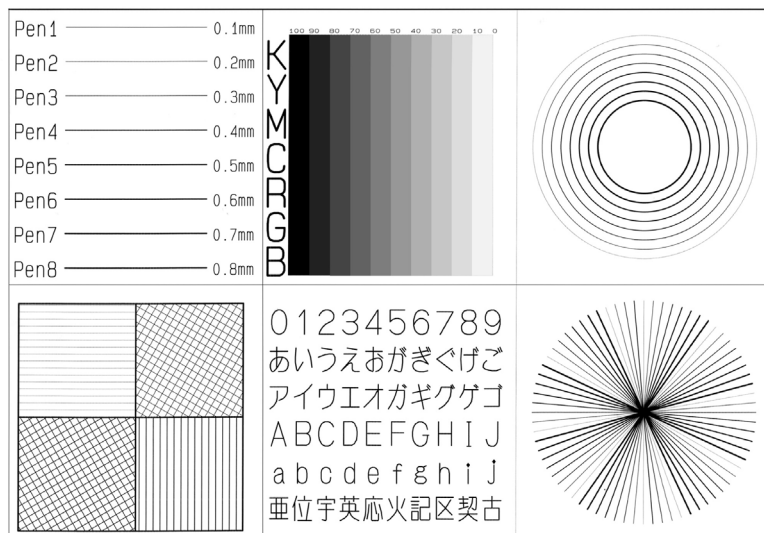 Pen1 0.1mm
Pen2 0.2mm
Pen3 0.3mm
Pen4 0.4mm
Pen5 0.5mm
Pen6 0.6mm
Pen7 0.7mm
Pen8 0.8mm
100 90 80 70 60 50 40 30 20 10 0
K
Y
M
C
R
G
B
0123456789
あいうえおがぎぐげご
アイウエオガギグゲゴ
ABCDEFGHIJ
abcdefghij
亜位宇英応火記区契古